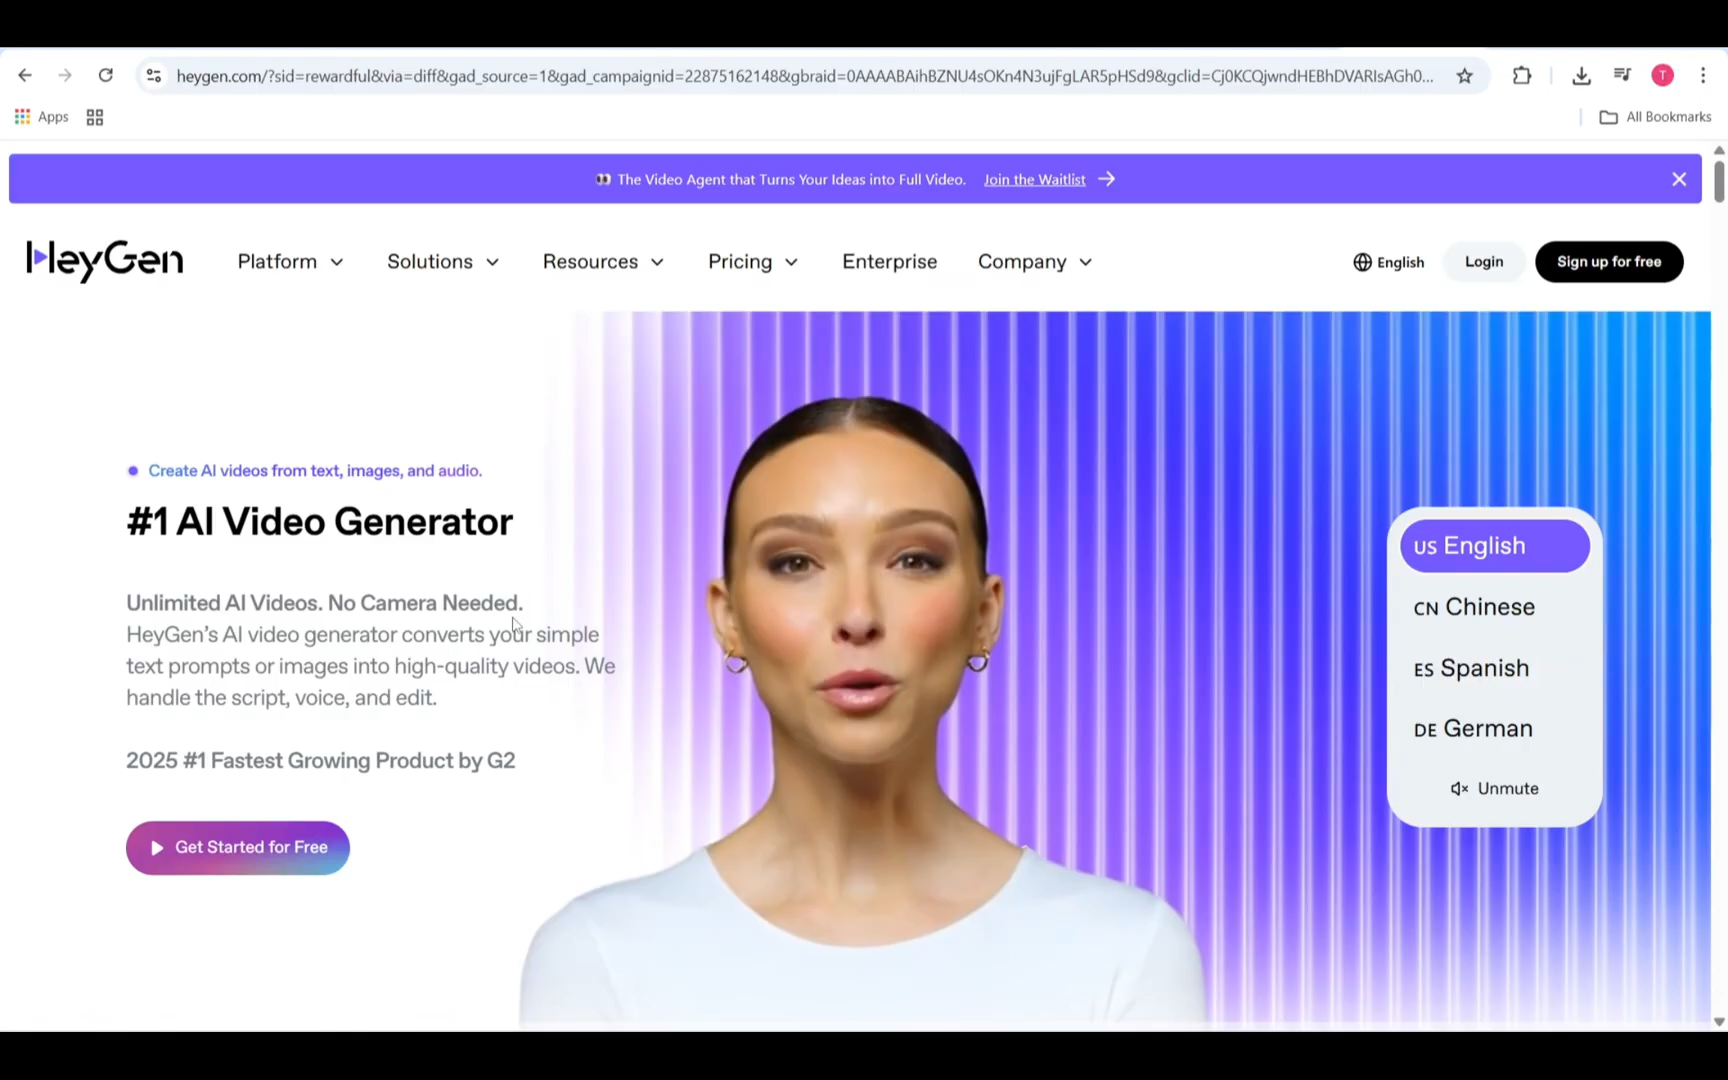 heygen.com/?sid=rewardful&via=diff&gad_source=1&gad_campaignid=22875162148&gbraid=0AAAABAihBZNU4sOKn4N3ujFgLAR5pHSd9&gclid=Cj0KCQjwndHEBhDVARIsAGh0...
T
Apps
All Bookmarks
👀 The Video Agent that Turns Your Ideas into Full Video. Join the Waitlist →
HeyGen
Platform
Solutions
Resources
Pricing
Enterprise
Company
English
Login
Sign up for free
Create AI videos from text, images, and audio.
#1 AI Video Generator
Unlimited AI Videos. No Camera Needed.
HeyGen's AI video generator converts your simple
text prompts or images into high-quality videos. We
handle the script, voice, and edit.
2025 #1 Fastest Growing Product by G2
Get Started for Free
US English
CN Chinese
ES Spanish
DE German
Unmute